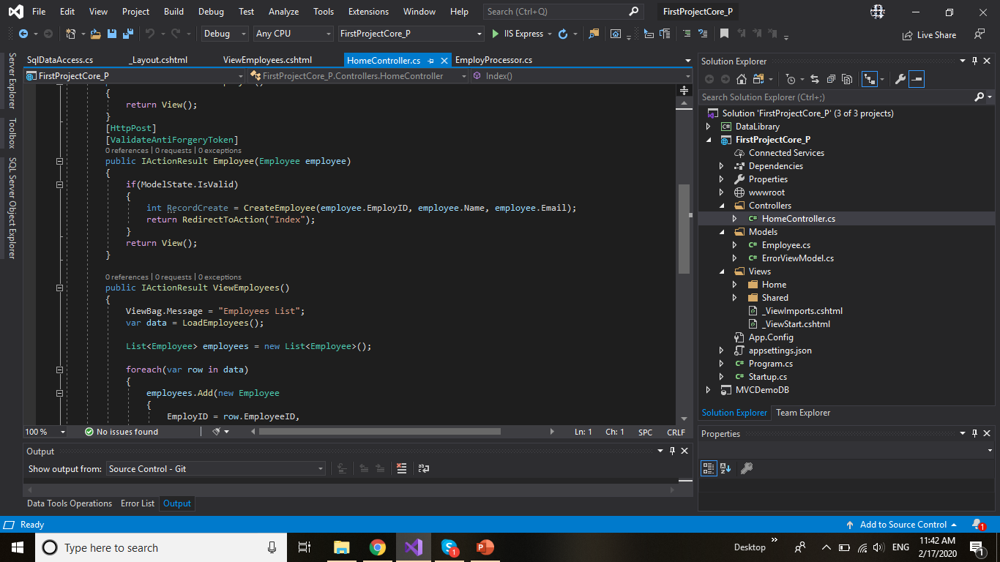 File Edit View Project Build Debug Test Analyze Tools Extensions Window Help Search (Ctrl+Q) FirstProjectCore_P
Debug Any CPU FirstProjectCore_P IIS Express Live Share
SqlDataAccess.cs _Layout.cshtml ViewEmployees.cshtml HomeController.cs EmployProcessor.cs
FirstProjectCore_P FirstProjectCore_P.Controllers.HomeController Index()
Server Explorer
Toolbox
SQL Server Object Explorer
{
return View();
}
[HttpPost]
[ValidateAntiForgeryToken]
0 references | 0 requests | 0 exceptions
public IActionResult Employee(Employee employee)
{
if(ModelState.IsValid)
{
int RecordCreate = CreateEmployee(employee.EmployID, employee.Name, employee.Email);
return RedirectToAction("Index");
}
return View();
}
0 references | 0 requests | 0 exceptions
public IActionResult ViewEmployees()
{
ViewBag.Message = "Employees List";
var data = LoadEmployees();
List<Employee> employees = new List<Employee>();
foreach(var row in data)
{
employees.Add(new Employee
{
EmployID = row.EmployeeID,
100 % No issues found Ln: 1 Ch: 1 SPC CRLF
Output
Show output from: Source Control - Git
Data Tools Operations Error List Output
Solution Explorer
Search Solution Explorer (Ctrl+;)
Solution 'FirstProjectCore_P' (3 of 3 projects)
DataLibrary
FirstProjectCore_P
Connected Services
Dependencies
Properties
wwwroot
Controllers
C# HomeController.cs
Models
C# Employee.cs
C# ErrorViewModel.cs
Views
Home
Shared
_ViewImports.cshtml
_ViewStart.cshtml
App.Config
appsettings.json
C# Program.cs
C# Startup.cs
MVCDemoDB
Solution Explorer Team Explorer
Properties
Ready Add to Source Control 1
Type here to search 1 Desktop ENG 11:42 AM
2/17/2020 1